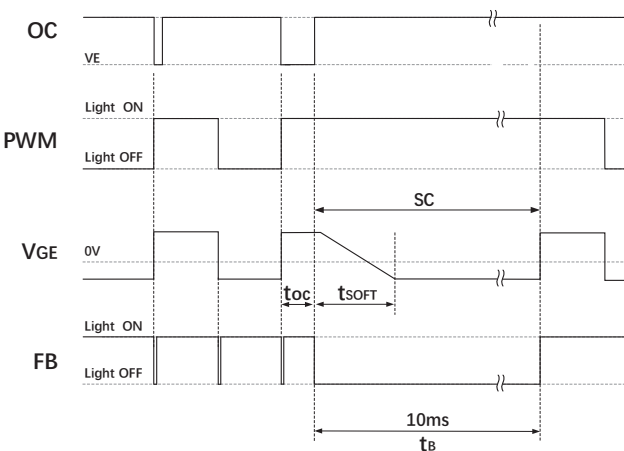 OC
VE
Light ON
PWM
Light OFF
SC
VGE
0V
toc
tSOFT
Light ON
FB
Light OFF
10ms
tB